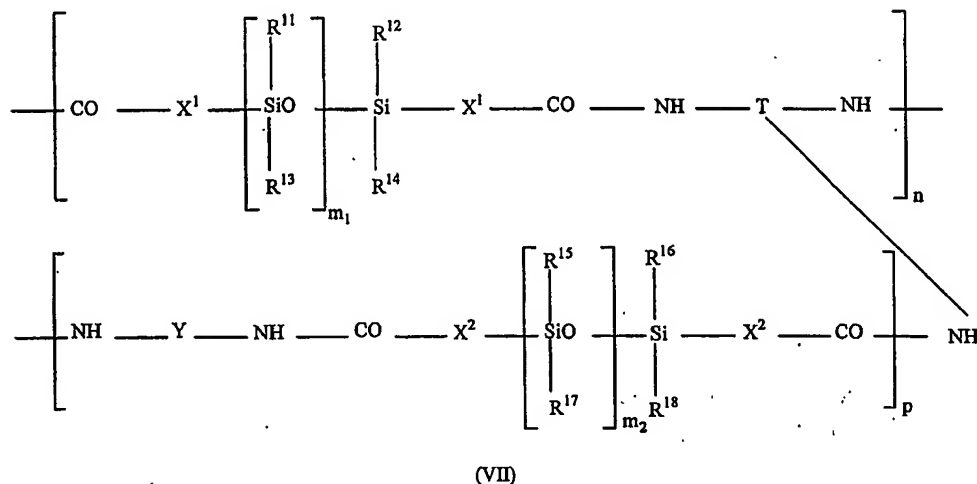 R¹¹ R¹²
CO X¹ SiO Si X¹ CO NH T NH
R¹³ R¹⁴
m₁ n
R¹⁵ R¹⁶
NH Y NH CO X² SiO Si X² CO NH
R¹⁷ R¹⁸
m₂ p
(VII)